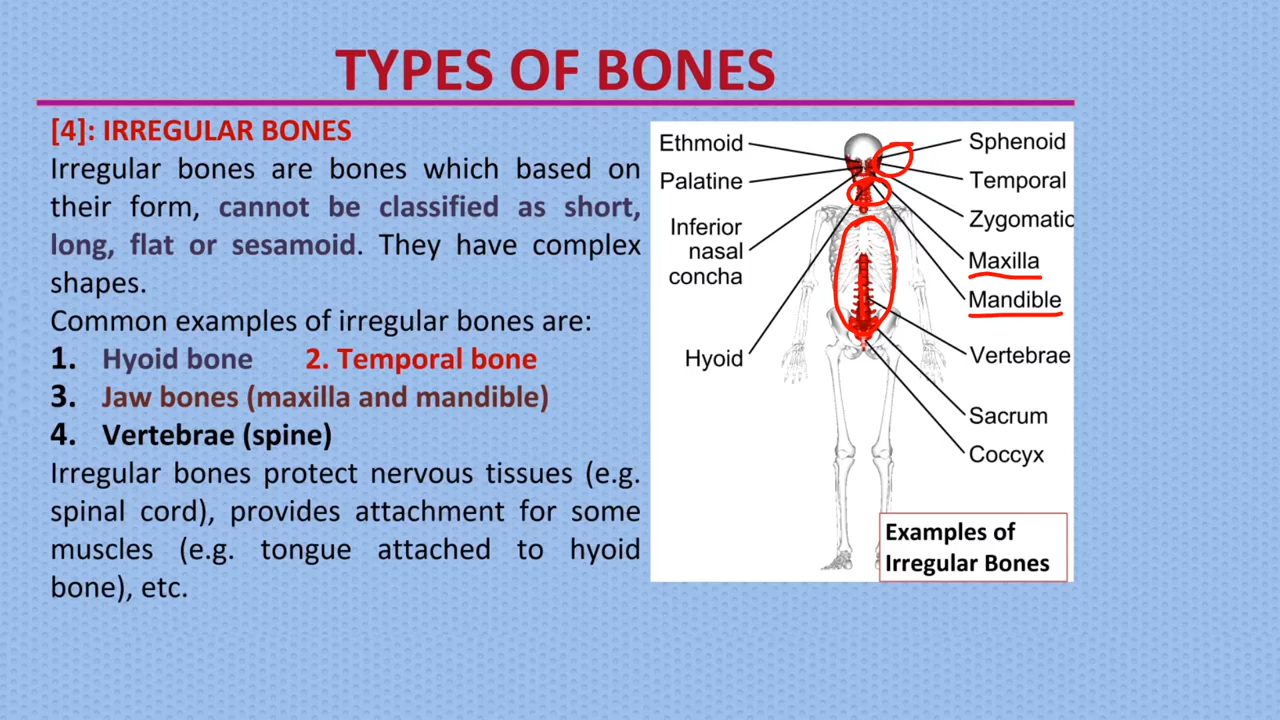 TYPES OF BONES
[4]: IRREGULAR BONES
Irregular bones are bones which based on
their form, cannot be classified as short,
long, flat or sesamoid. They have complex
shapes.
Common examples of irregular bones are:
1. Hyoid bone 2. Temporal bone
3. Jaw bones (maxilla and mandible)
4. Vertebrae (spine)
Irregular bones protect nervous tissues (e.g.
spinal cord), provides attachment for some
muscles (e.g. tongue attached to hyoid
bone), etc.
Ethmoid
Palatine
Inferior
nasal
concha
Hyoid
Sphenoid
Temporal
Zygomatic
Maxilla
Mandible
Vertebrae
Sacrum
Coccyx
Examples of
Irregular Bones